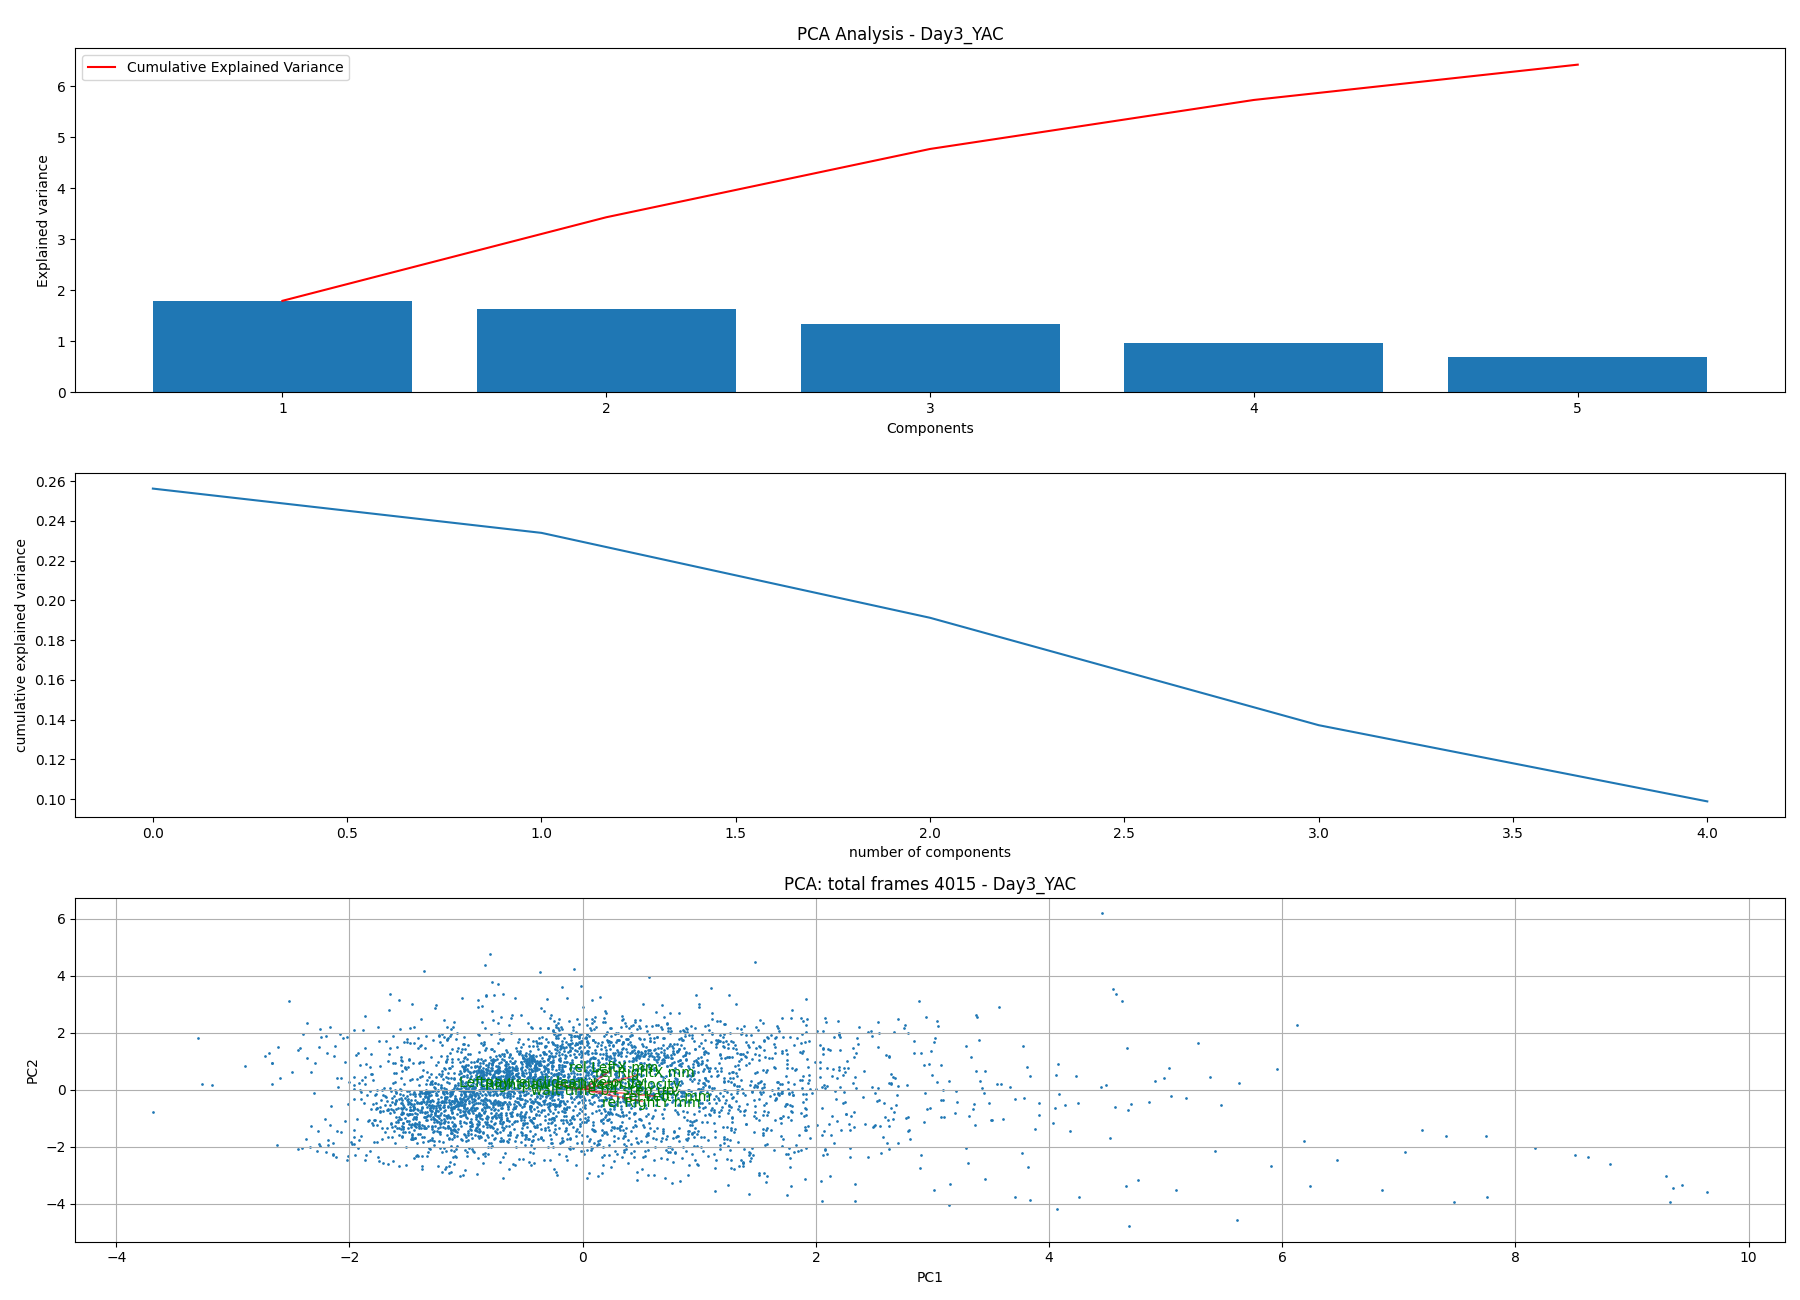 PCA Analysis - Day3_YAC
Cumulative Explained Variance
Explained variance
6
5
4
3
2
1
0
1 2 3 4 5
Components
cumulative explained variance
0.26
0.24
0.22
0.20
0.18
0.16
0.14
0.12
0.10
0.0 0.5 1.0 1.5 2.0 2.5 3.0 3.5 4.0
number of components
PCA: total frames 4015 - Day3_YAC
PC2
6
4
2
0
−2
−4
−4 −2 0 2 4 6 8 10
PC1